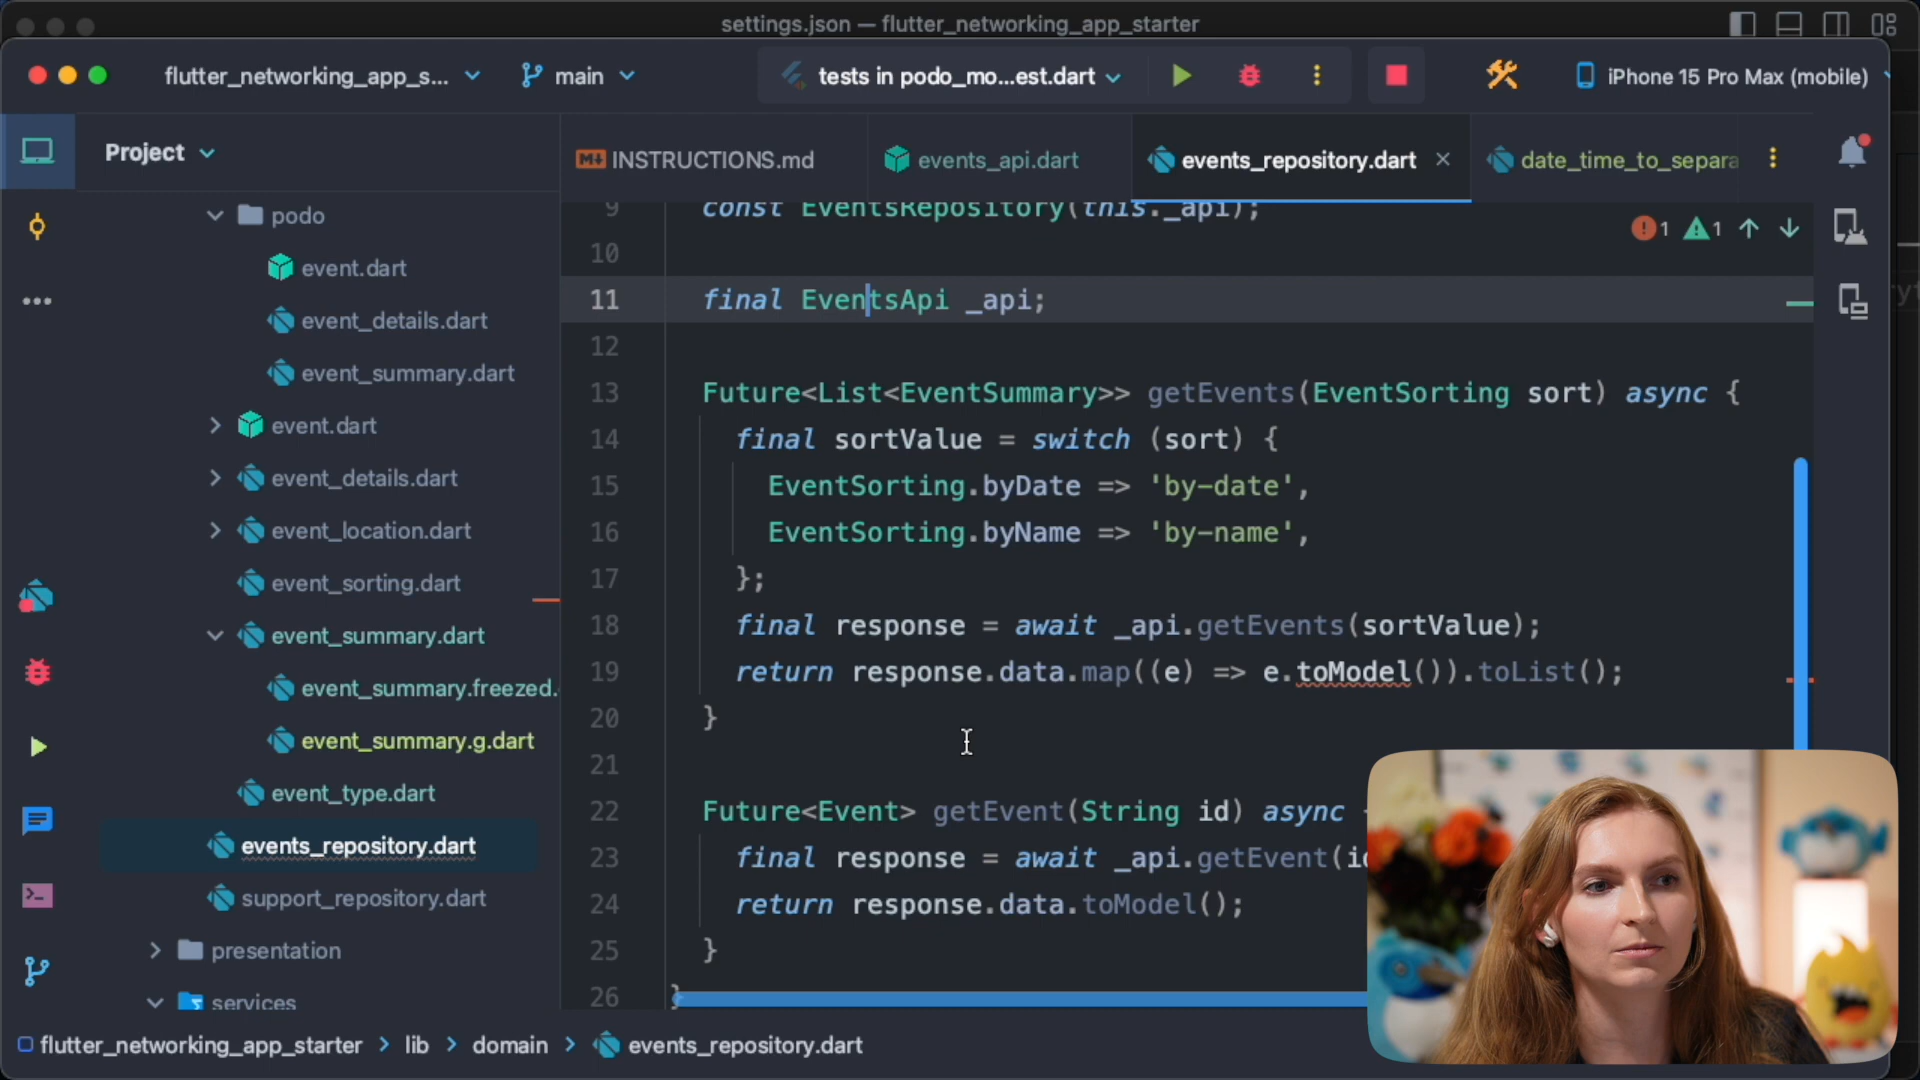 settings.json — flutter_networking_app_starter
flutter_networking_app_s...
main
tests in podo_mo...est.dart
iPhone 15 Pro Max (mobile)
Project
INSTRUCTIONS.md
events_api.dart
events_repository.dart
date_time_to_separa
podo
event.dart
event_details.dart
event_summary.dart
event.dart
event_details.dart
event_location.dart
event_sorting.dart
event_summary.dart
event_summary.freezed.
event_summary.g.dart
event_type.dart
events_repository.dart
support_repository.dart
presentation
services
1 1
9 const EventsRepository(this._api);
10
11 final EventsApi _api;
12
13 Future<List<EventSummary>> getEvents(EventSorting sort) async {
14 final sortValue = switch (sort) {
15 EventSorting.byDate => 'by-date',
16 EventSorting.byName => 'by-name',
17 };
18 final response = await _api.getEvents(sortValue);
19 return response.data.map((e) => e.toModel()).toList();
20 }
21
22 Future<Event> getEvent(String id) async
23 final response = await _api.getEvent(id
24 return response.data.toModel();
25 }
26 }
flutter_networking_app_starter > lib > domain > events_repository.dart